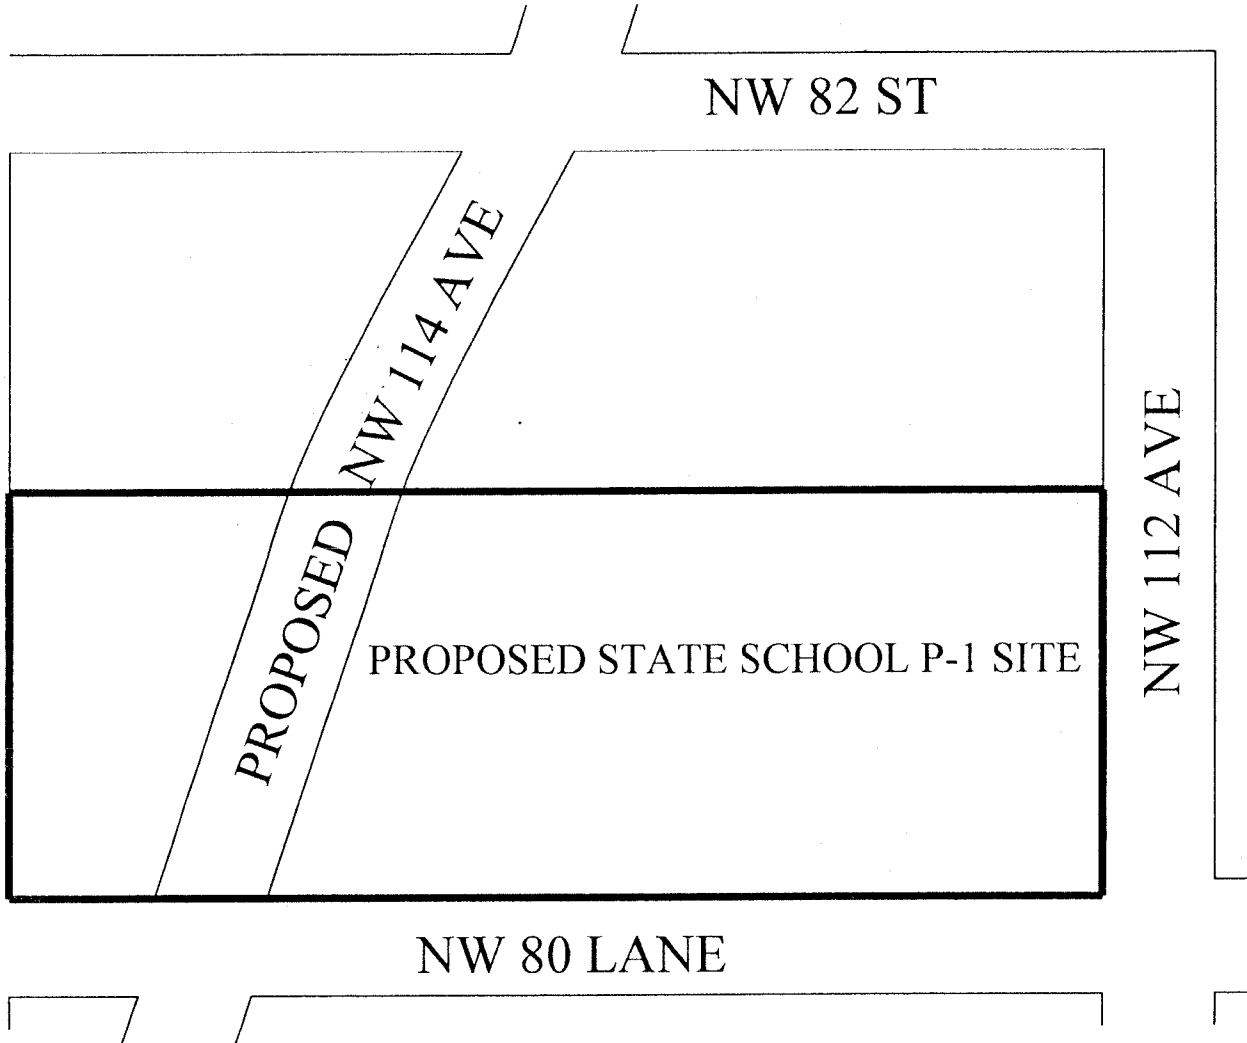 NW 82 ST
PROPOSED NW 114 AVE
NW 112 AVE
PROPOSED STATE SCHOOL P-1 SITE
NW 80 LANE